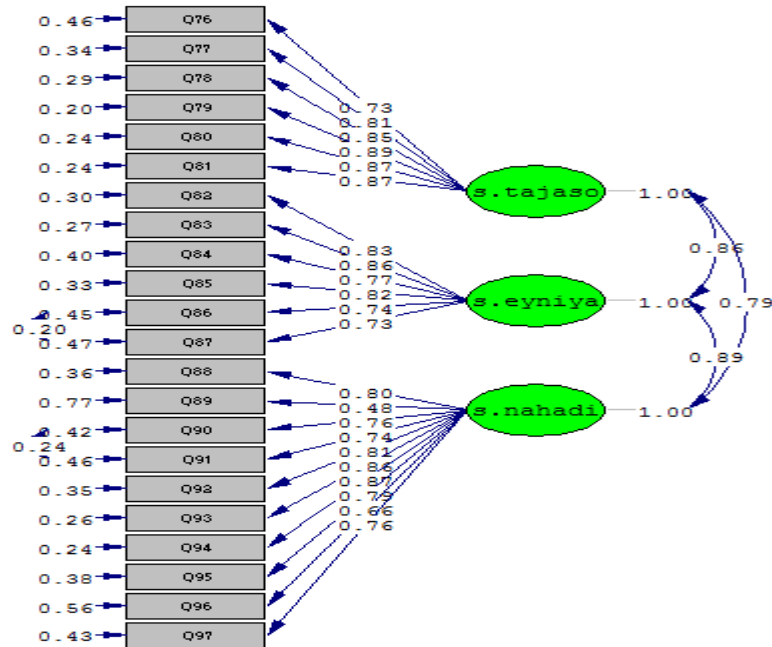 0.46 Q76
0.34 Q77
0.29 Q78
0.20 Q79
0.24 Q80
0.24 Q81
0.30 Q82
0.27 Q83
0.40 Q84
0.33 Q85
0.45 Q86
0.20
0.47 Q87
0.36 Q88
0.77 Q89
0.42 Q90
0.24
0.46 Q91
0.35 Q92
0.26 Q93
0.24 Q94
0.38 Q95
0.56 Q96
0.43 Q97
0.73
0.81
0.85
0.89
0.87
0.87
0.83
0.86
0.77
0.82
0.74
0.73
0.80
0.48
0.76
0.74
0.81
0.86
0.87
0.79
0.66
0.76
s.tajaso 1.00
s.eyniya 1.00
s.nahadi 1.00
0.86
0.79
0.89